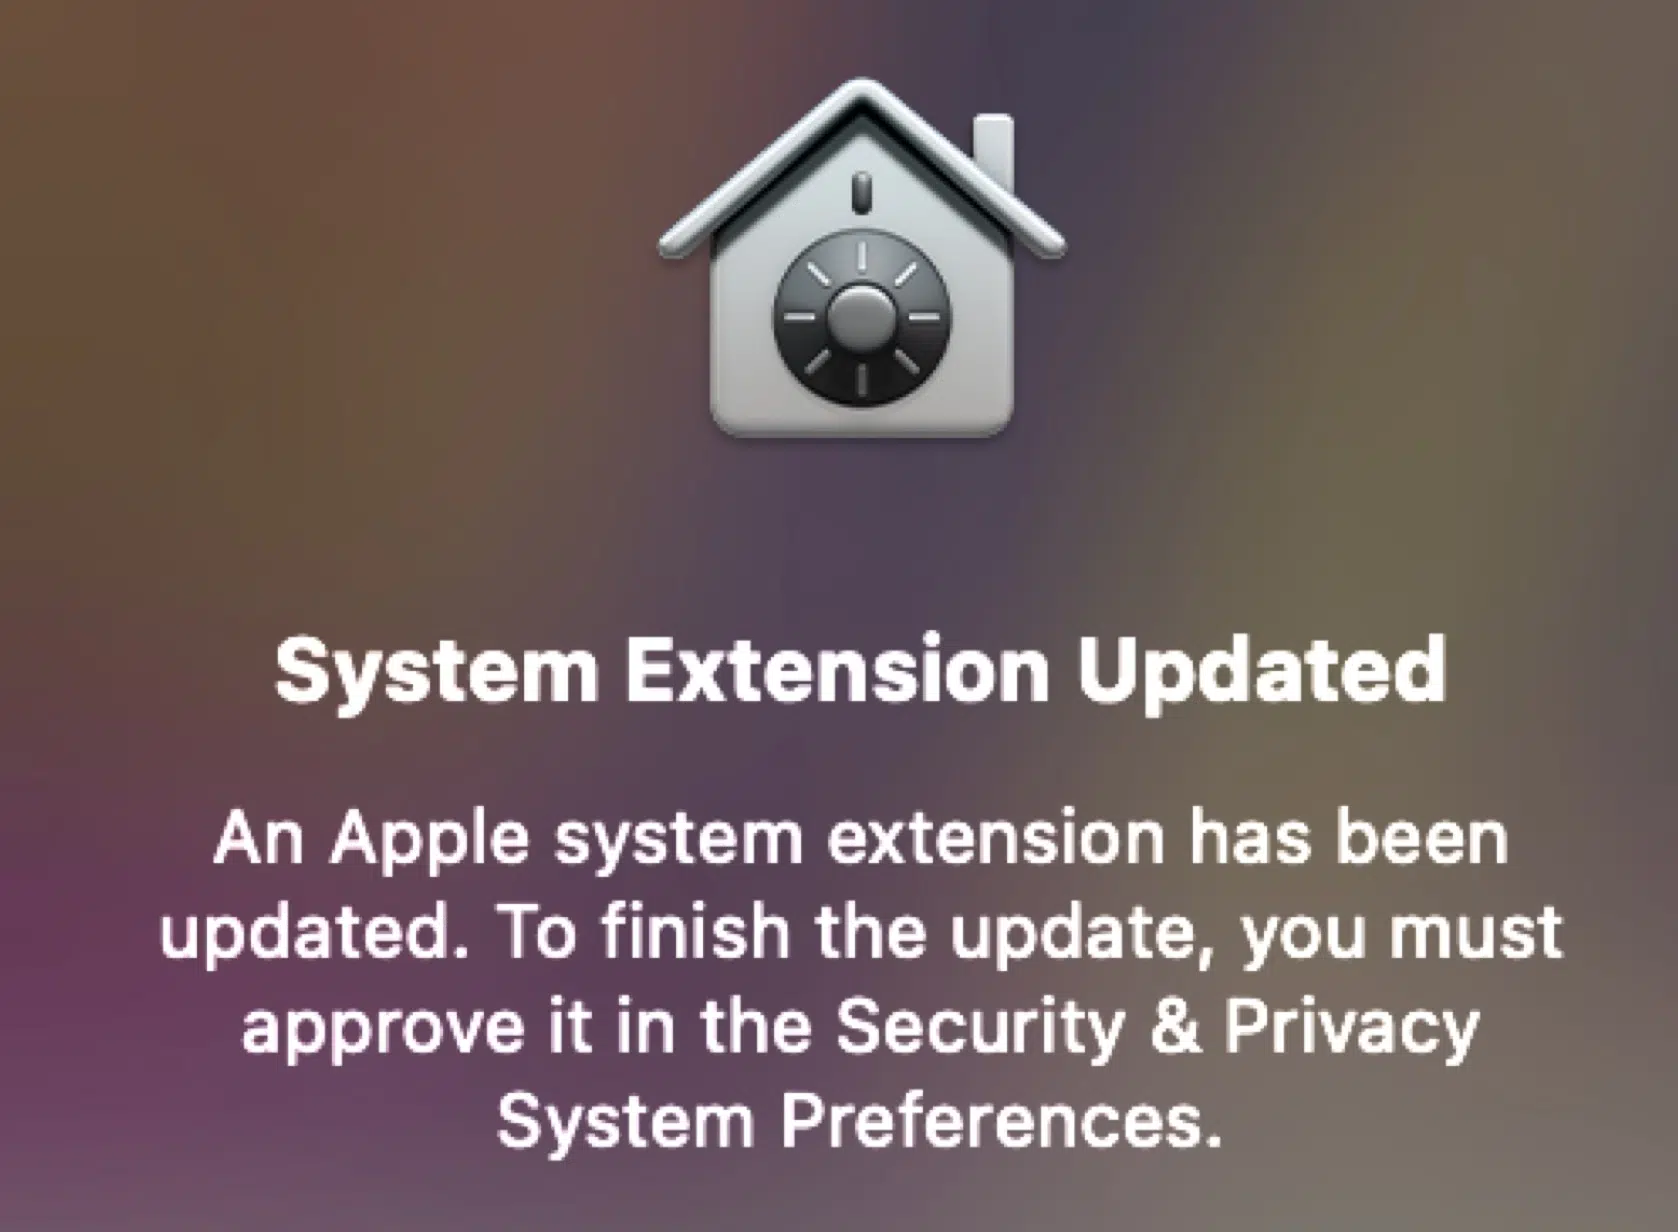 System Extension Updated
An Apple system extension has been
updated. To finish the update, you must
approve it in the Security & Privacy
System Preferences.